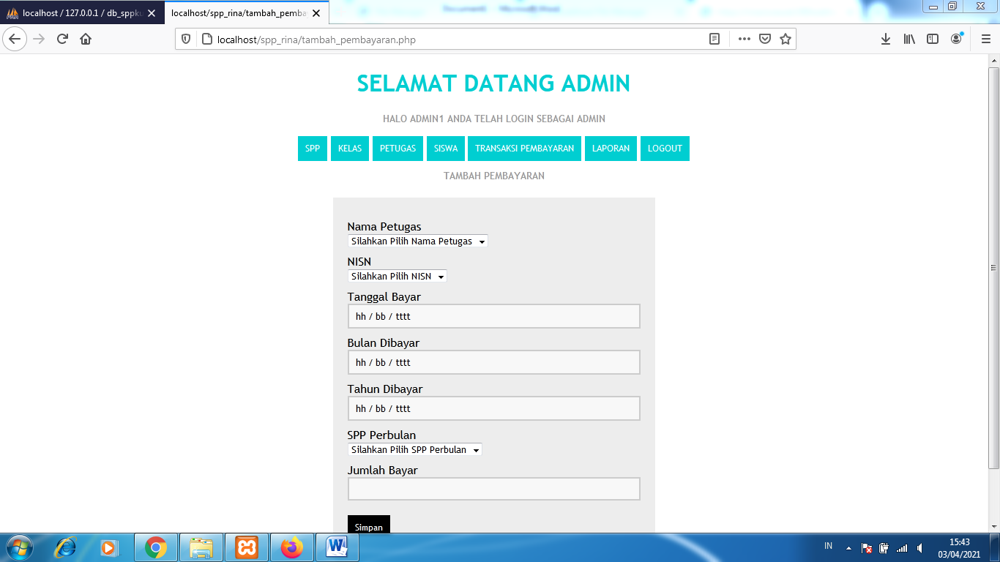 localhost / 127.0.0.1 / db_sppku
localhost/spp_rina/tambah_pemba
localhost/spp_rina/tambah_pembayaran.php
SELAMAT DATANG ADMIN
HALO ADMIN1 ANDA TELAH LOGIN SEBAGAI ADMIN
SPP KELAS PETUGAS SISWA TRANSAKSI PEMBAYARAN LAPORAN LOGOUT
TAMBAH PEMBAYARAN
Nama Petugas
Silahkan Pilih Nama Petugas
NISN
Silahkan Pilih NISN
Tanggal Bayar
hh / bb / tttt
Bulan Dibayar
hh / bb / tttt
Tahun Dibayar
hh / bb / tttt
SPP Perbulan
Silahkan Pilih SPP Perbulan
Jumlah Bayar
Simpan
IN
15:43
03/04/2021